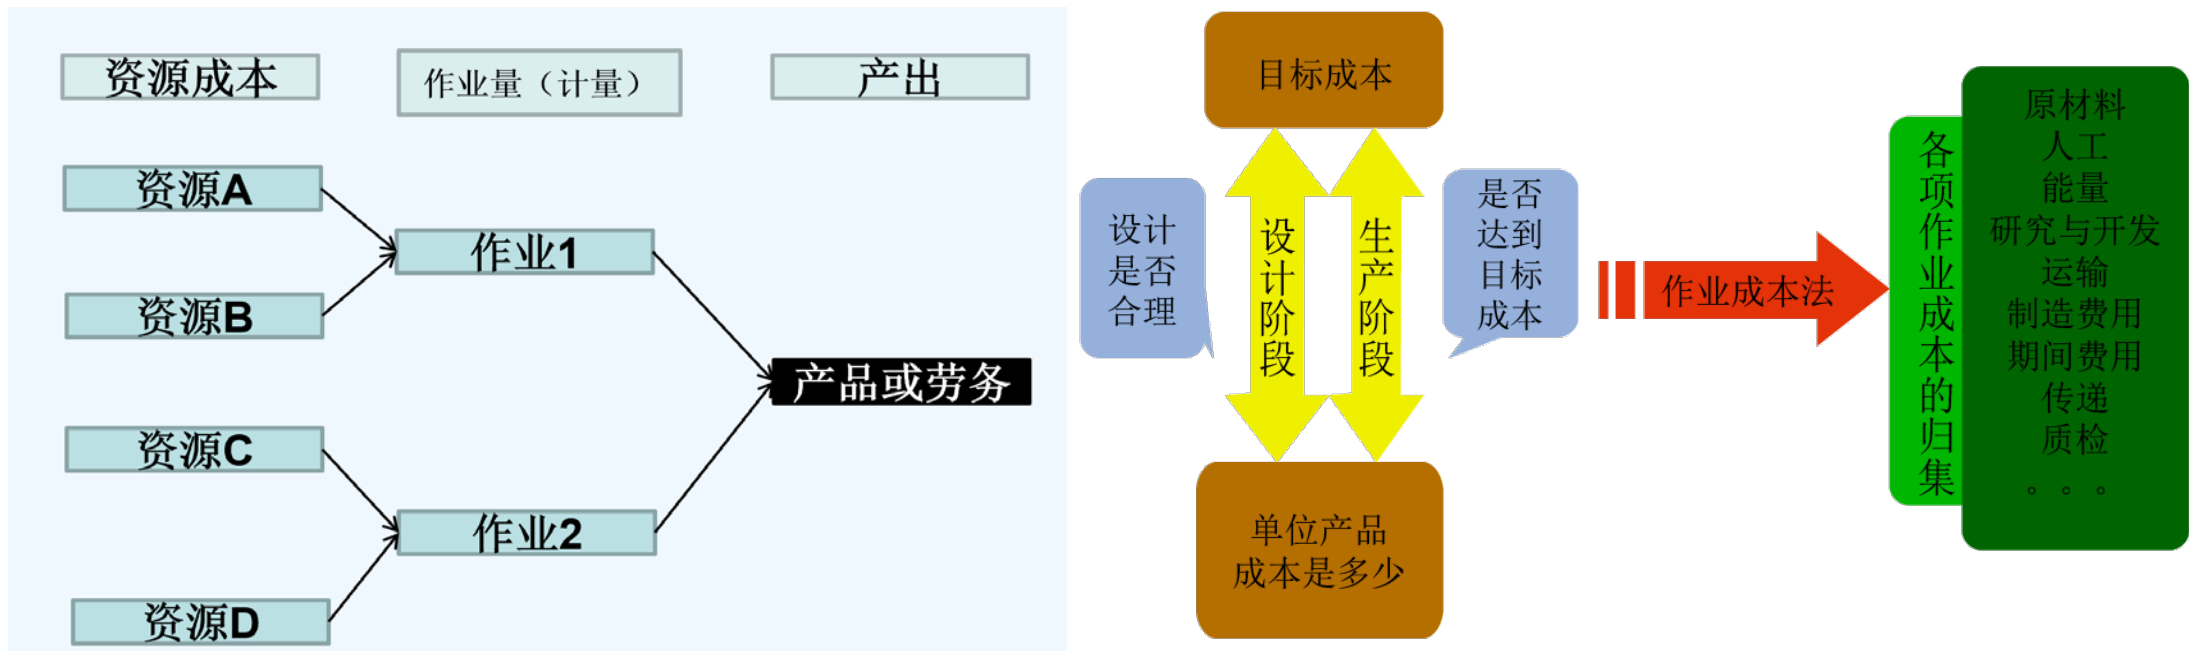 资源成本
作业量（计量）
产出
资源A
资源B
资源C
资源D
作业1
作业2
产品或劳务
目标成本
设计
是否
合理
设计阶段
生产阶段
是否
达到
目标
成本
单位产品
成本是多少
作业成本法
各项作业成本的归集
原材料
人工
能量
研究与开发
运输
制造费用
期间费用
传递
质检
。。。